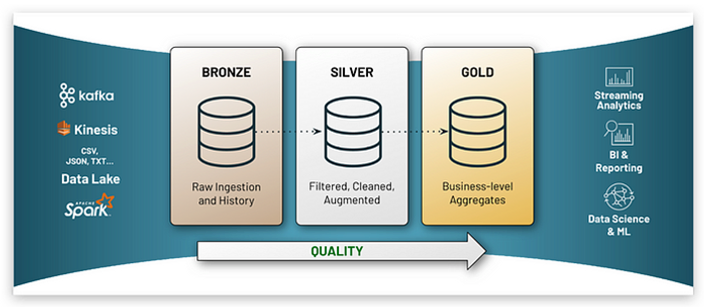 kafka
Kinesis
CSV,
JSON, TXT...
Data Lake
APACHE
Spark
BRONZE
Raw Ingestion
and History
SILVER
Filtered, Cleaned,
Augmented
GOLD
Business-level
Aggregates
QUALITY
Streaming
Analytics
BI &
Reporting
Data Science
& ML